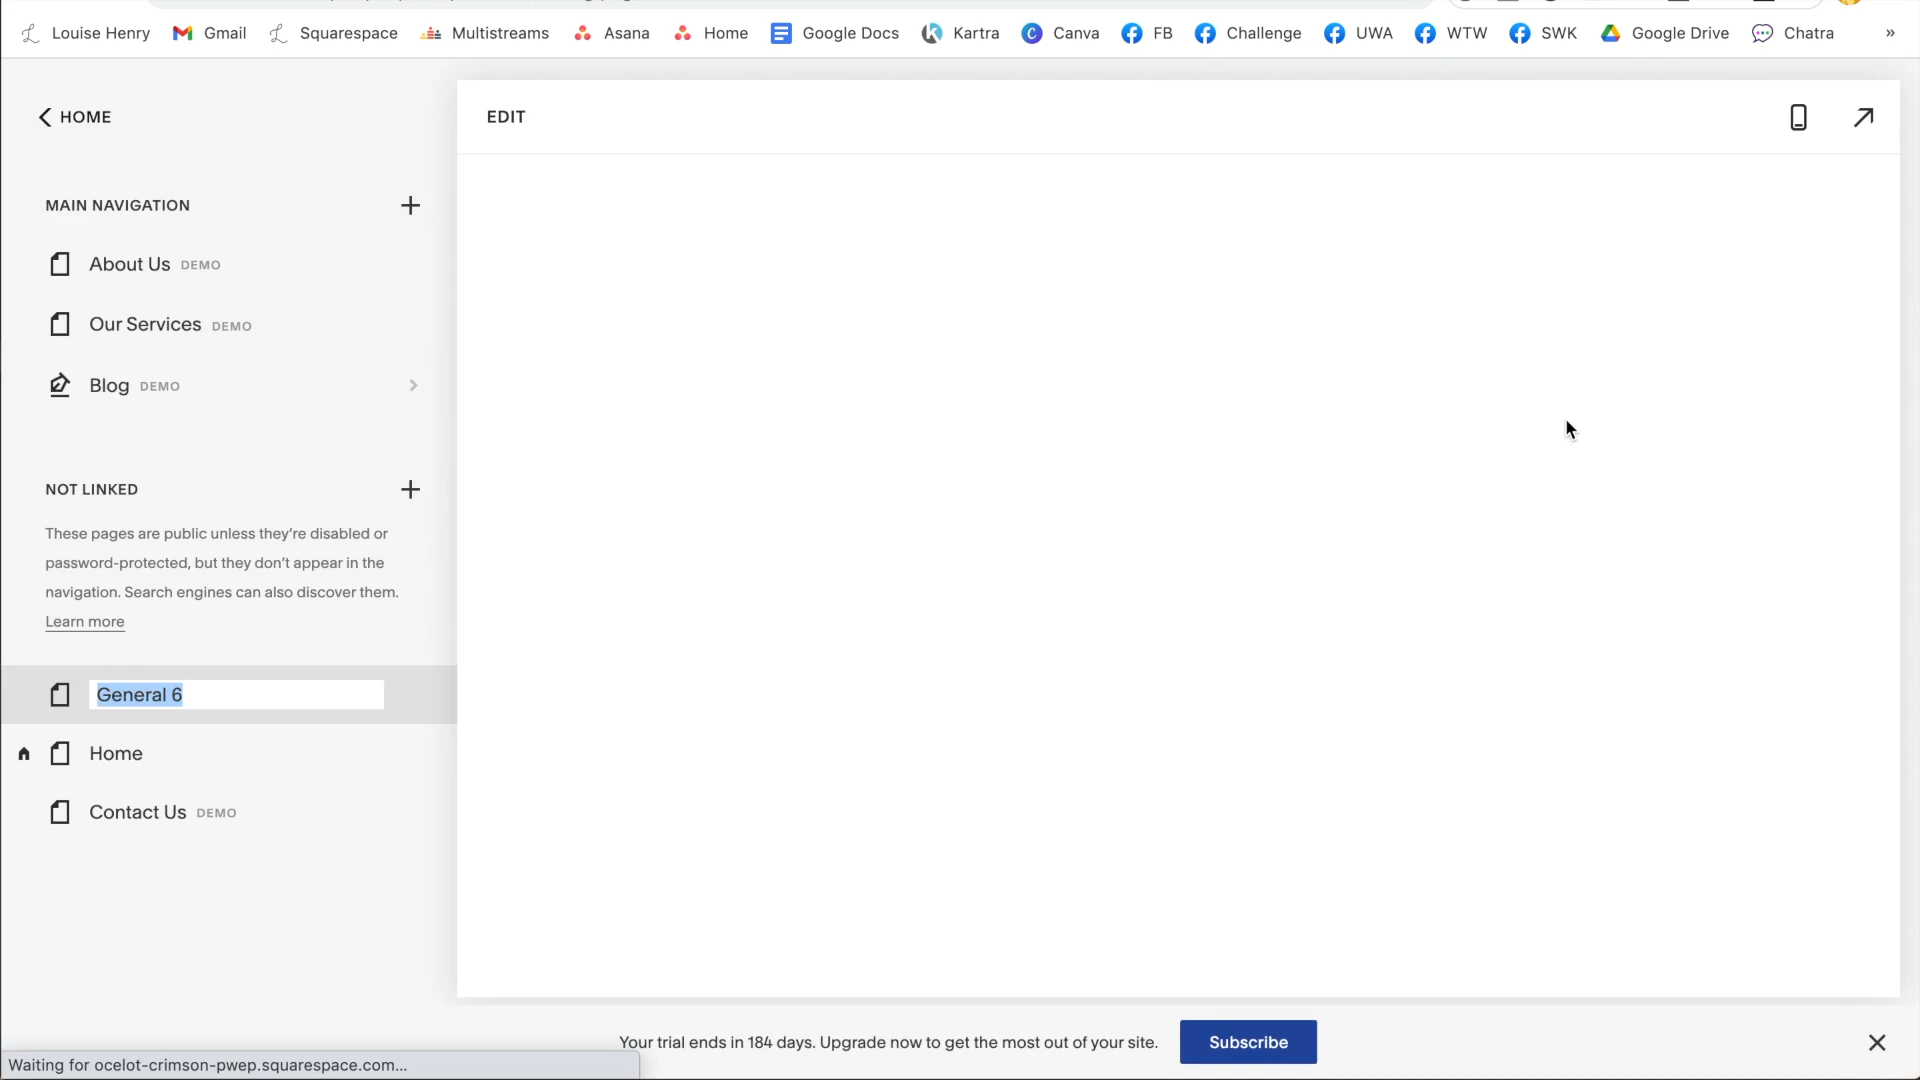 Louise Henry
Gmail
Squarespace
Multistreams
Asana
Home
Google Docs
Kartra
Canva
FB
Challenge
UWA
WTW
SWK
Google Drive
Chatra
»
HOME
EDIT
MAIN NAVIGATION
About Us DEMO
Our Services DEMO
Blog DEMO
NOT LINKED
These pages are public unless they’re disabled or
password-protected, but they don’t appear in the
navigation. Search engines can also discover them.
Learn more
General 6
Home
Contact Us DEMO
Your trial ends in 184 days. Upgrade now to get the most out of your site.
Subscribe
Waiting for ocelot-crimson-pwep.squarespace.com...